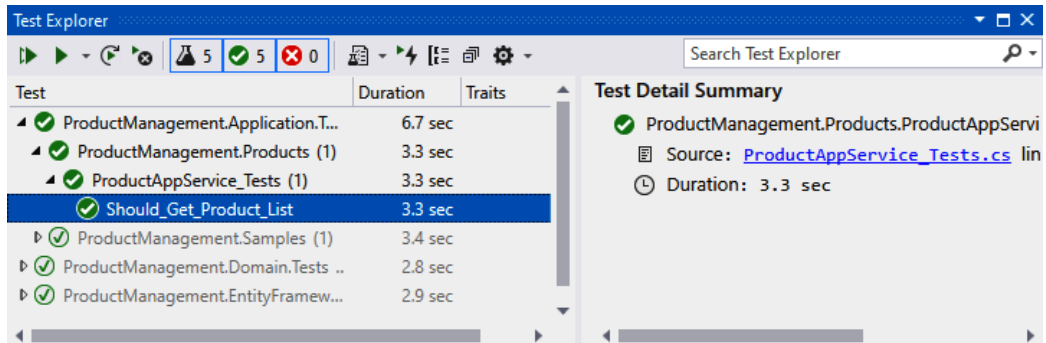 Test Explorer
5 5 0
Search Test Explorer
Test Duration Traits
ProductManagement.Application.T... 6.7 sec
ProductManagement.Products (1) 3.3 sec
ProductAppService_Tests (1) 3.3 sec
Should_Get_Product_List 3.3 sec
ProductManagement.Samples (1) 3.4 sec
ProductManagement.Domain.Tests .. 2.8 sec
ProductManagement.EntityFramew... 2.9 sec
Test Detail Summary
ProductManagement.Products.ProductAppServi
Source: ProductAppService_Tests.cs lin
Duration: 3.3 sec